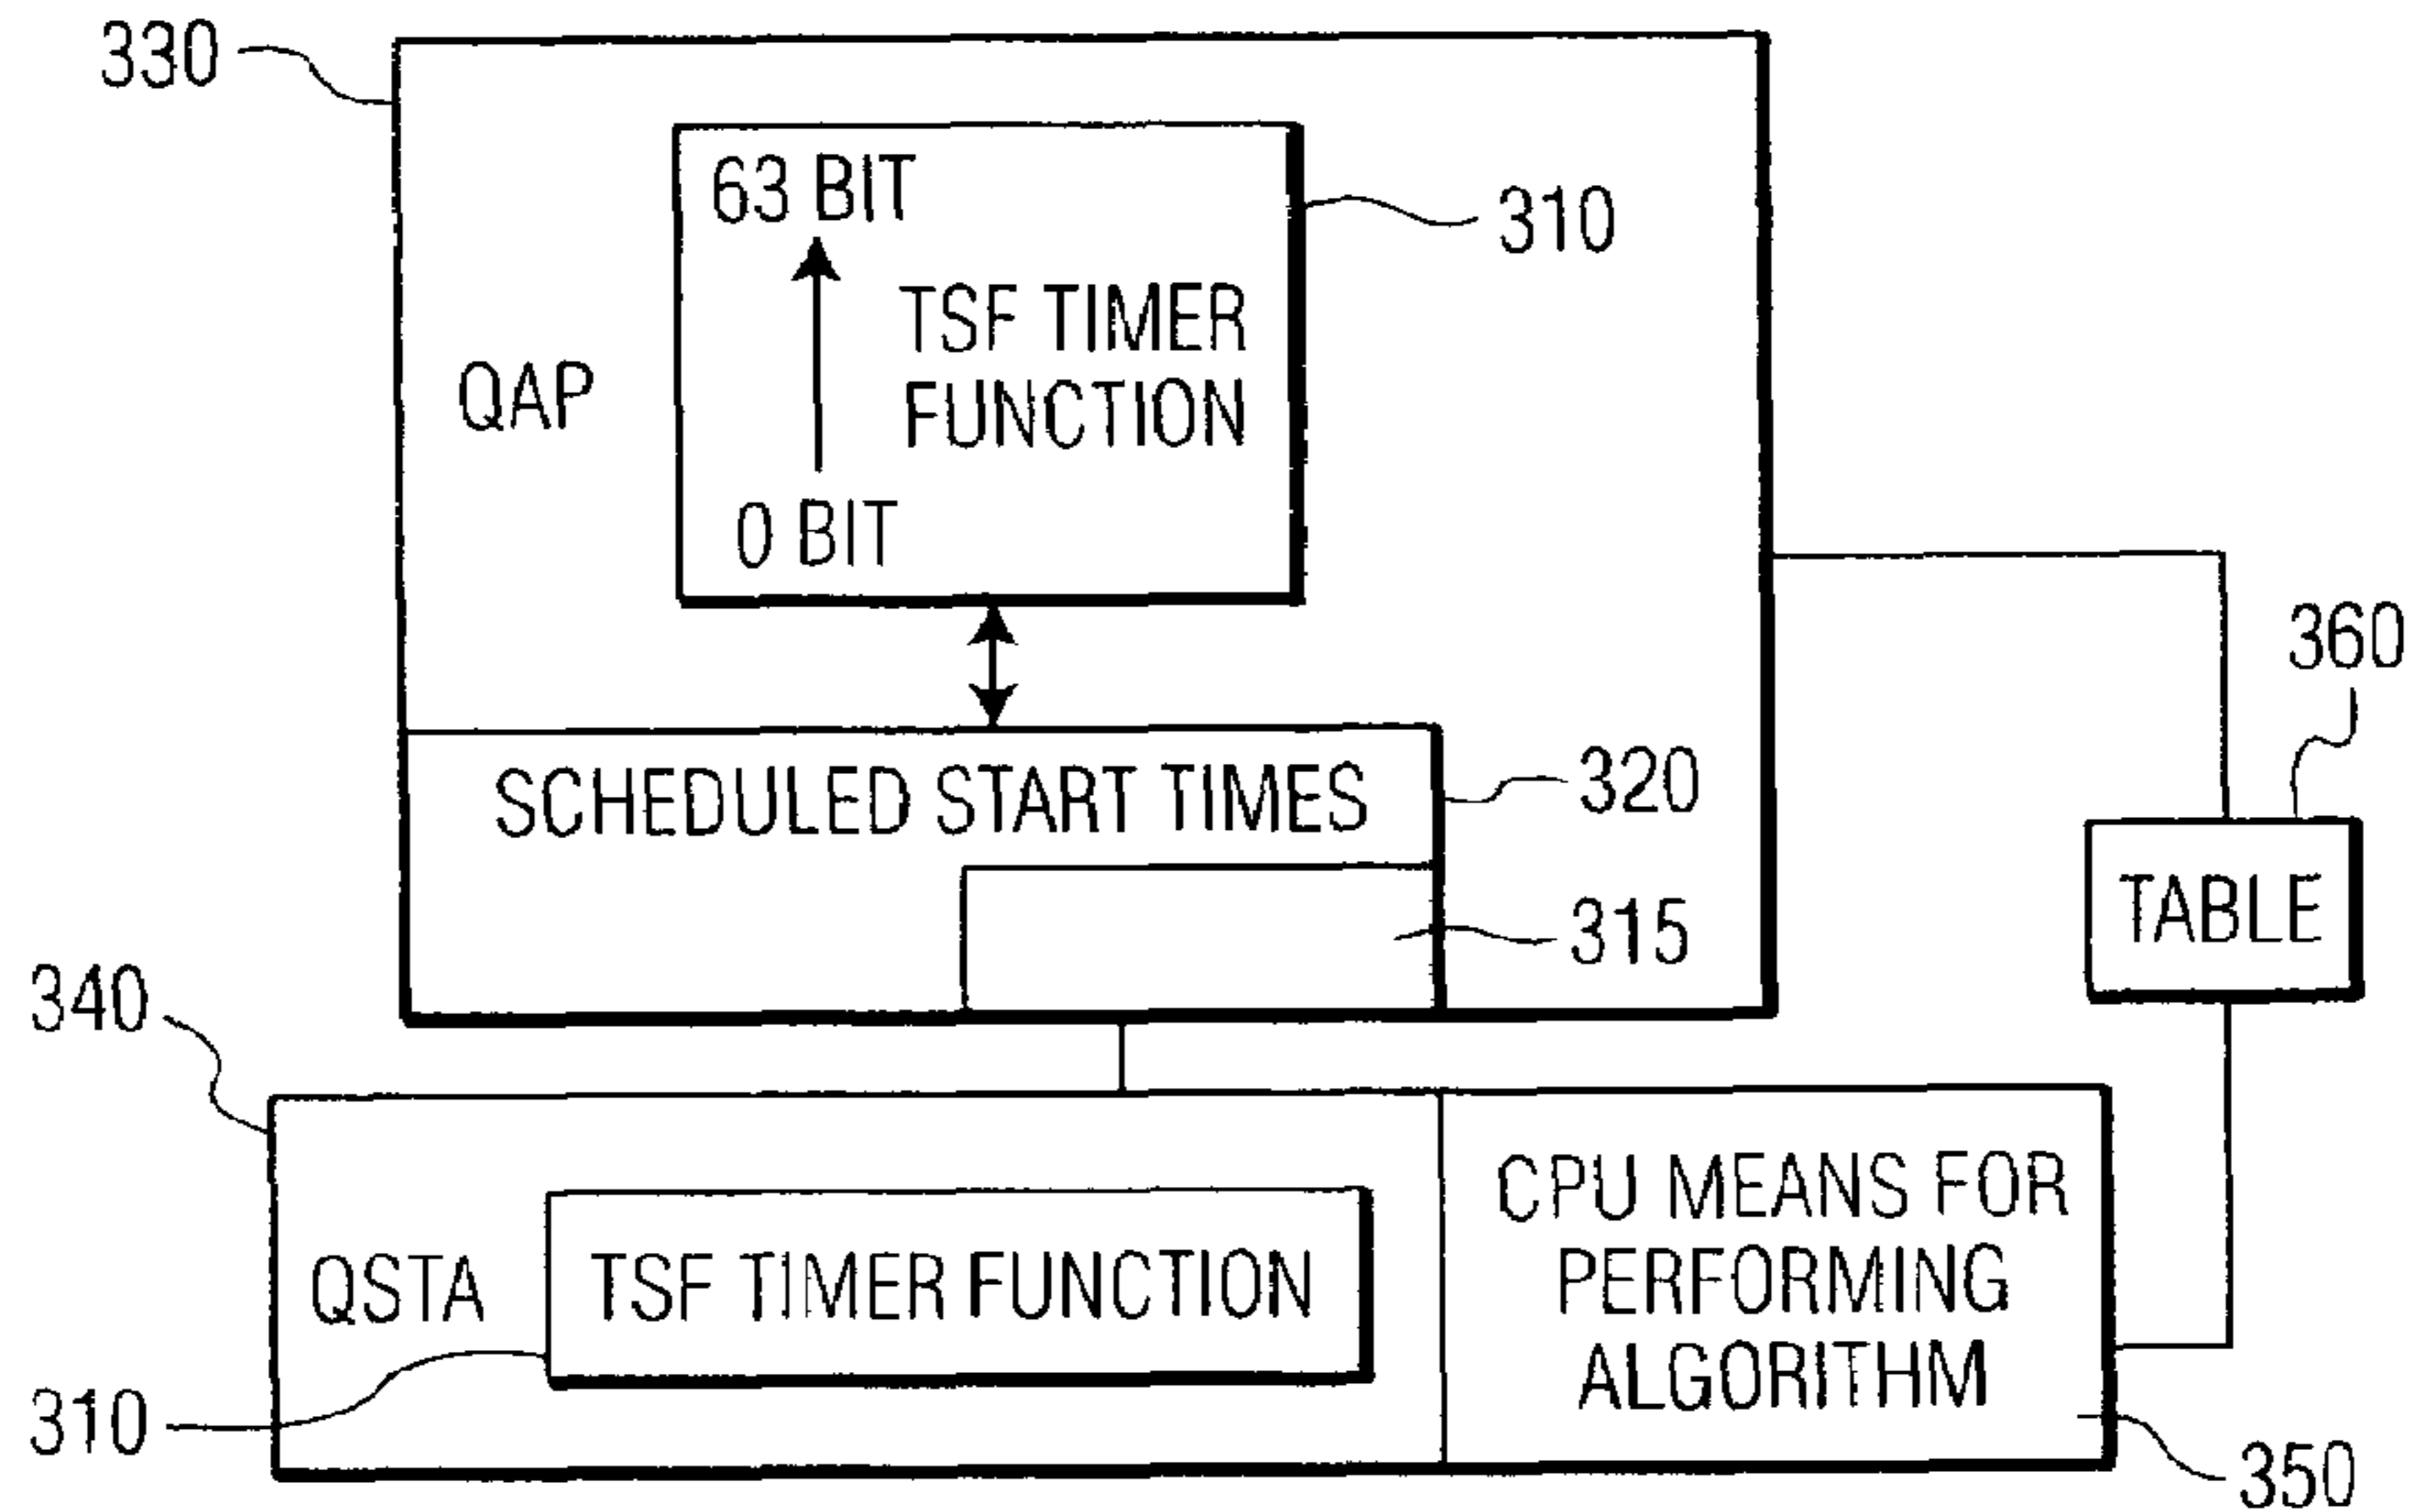 330
63 BIT
310
TSF TIMER
FUNCTION
QAP
0 BIT
360
SCHEDULED START TIMES
320
TABLE
315
340
CPU MEANS FOR
PERFORMING
ALGORITHM
QSTA
TSF TIMER FUNCTION
310
350